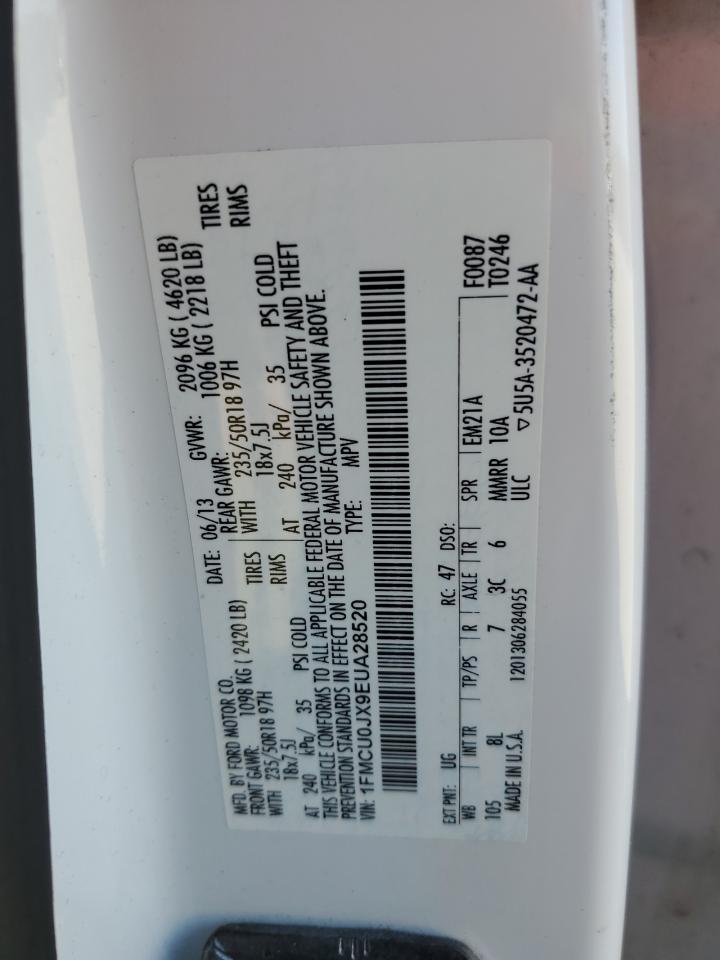 MFD. BY FORD MOTOR CO. DATE: 06/13 GVWR: 2096 KG ( 4620 LB)
FRONT GAWR: 1098 KG ( 2420 LB) REAR GAWR: 1006 KG ( 2218 LB)
WITH 235/50R18 97H TIRES WITH 235/50R18 97H TIRES
18x7.5J RIMS 18x7.5J RIMS
AT 240 kPa/ 35 PSI COLD AT 240 kPa/ 35 PSI COLD
THIS VEHICLE CONFORMS TO ALL APPLICABLE FEDERAL MOTOR VEHICLE SAFETY AND THEFT
PREVENTION STANDARDS IN EFFECT ON THE DATE OF MANUFACTURE SHOWN ABOVE.
VIN: 1FMCU0JX9EUA28520 TYPE: MPV
EXT PNT: UG RC: 47 DSO: F0087
WB INT TR TP/PS R AXLE TR SPR EM21A T0246
105 8L 7 3C 6 MMRR 10A
MADE IN U.S.A. 1201306284055 ULC ▽5U5A-3520472-AA